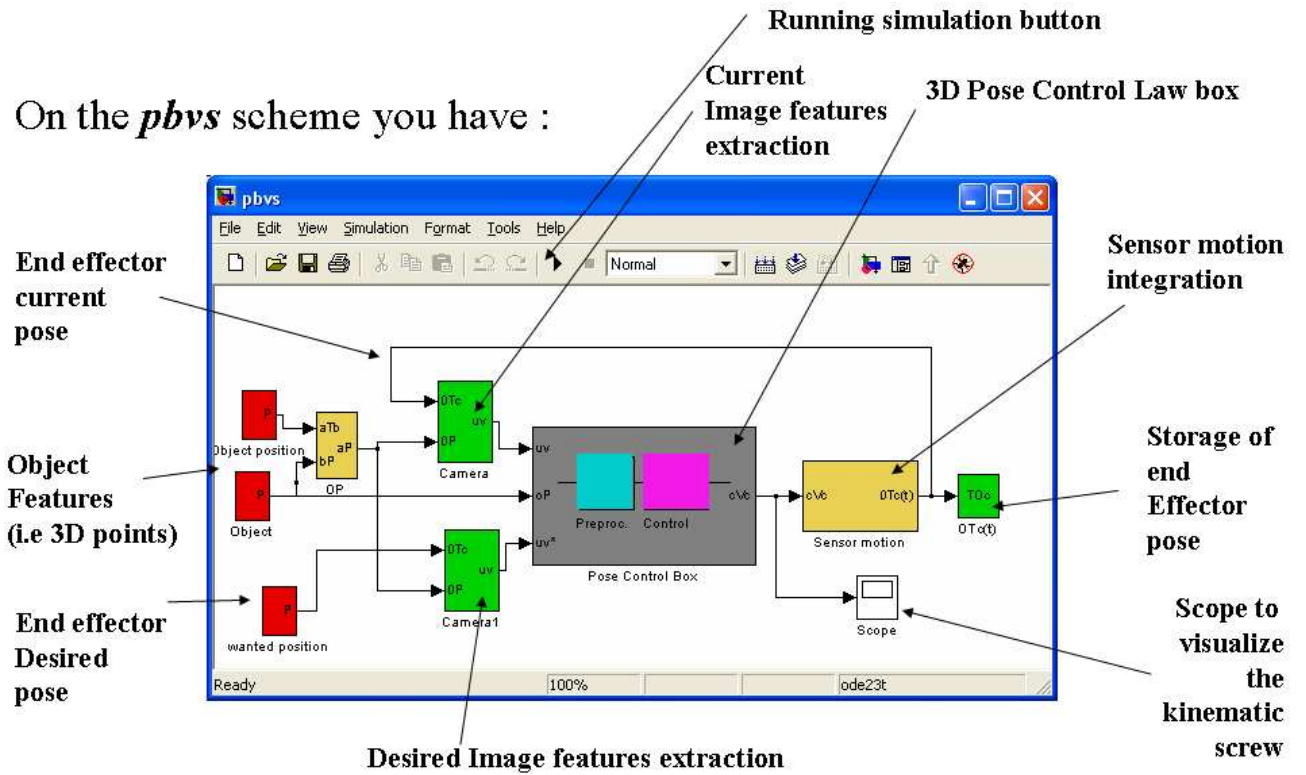 Running simulation button
Current
Image features
extraction
3D Pose Control Law box
On the pbvs scheme you have :
pbvs
File Edit View Simulation Format Tools Help
Normal
End effector
current
pose
Sensor motion
integration
P
Object position
aTb
aP
bP
OP
P
Object
0Tc
uv
0P
Camera
uv
oP
uv*
Preproc.
Control
cVc
Pose Control Box
cVc
0Tc(t)
Sensor motion
TOc
0Tc(t)
Object
Features
(i.e 3D points)
Storage of
end
Effector
pose
0Tc
uv
0P
Camera1
P
wanted position
Scope
End effector
Desired
pose
Scope to
visualize
the
kinematic
screw
Ready 100% ode23t
Desired Image features extraction